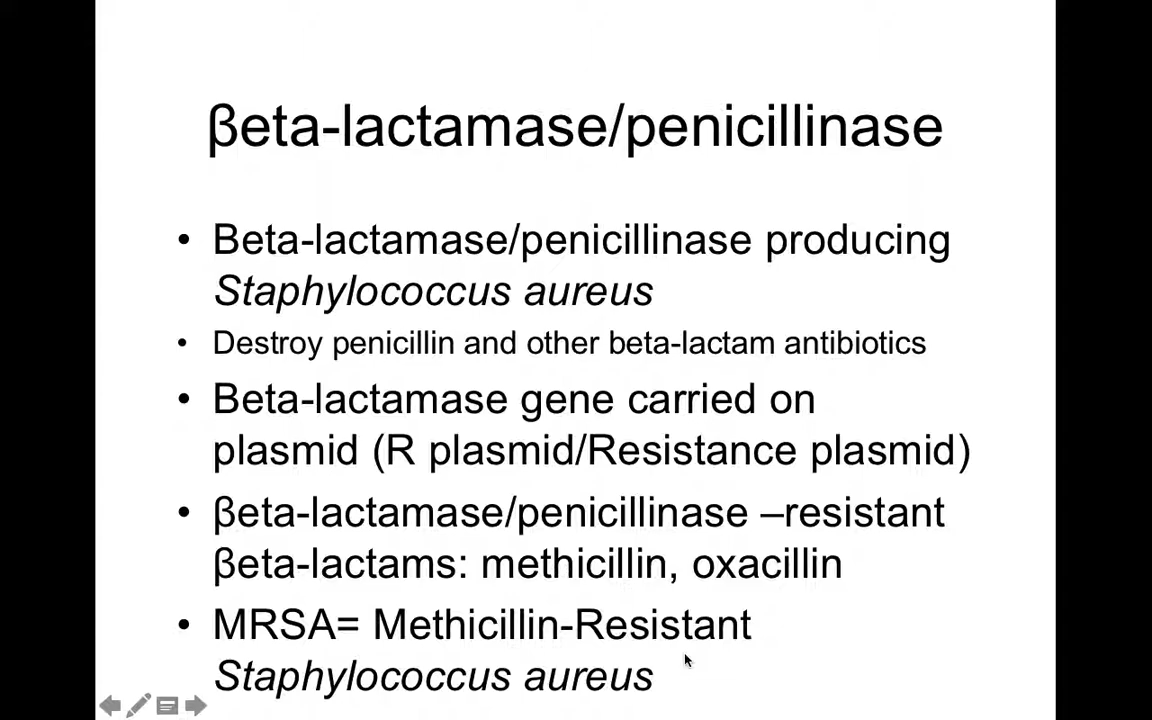 βeta-lactamase/penicillinase
• Beta-lactamase/penicillinase producing
Staphylococcus aureus
• Destroy penicillin and other beta-lactam antibiotics
• Beta-lactamase gene carried on
plasmid (R plasmid/Resistance plasmid)
• βeta-lactamase/penicillinase –resistant
βeta-lactams: methicillin, oxacillin
• MRSA= Methicillin-Resistant
Staphylococcus aureus